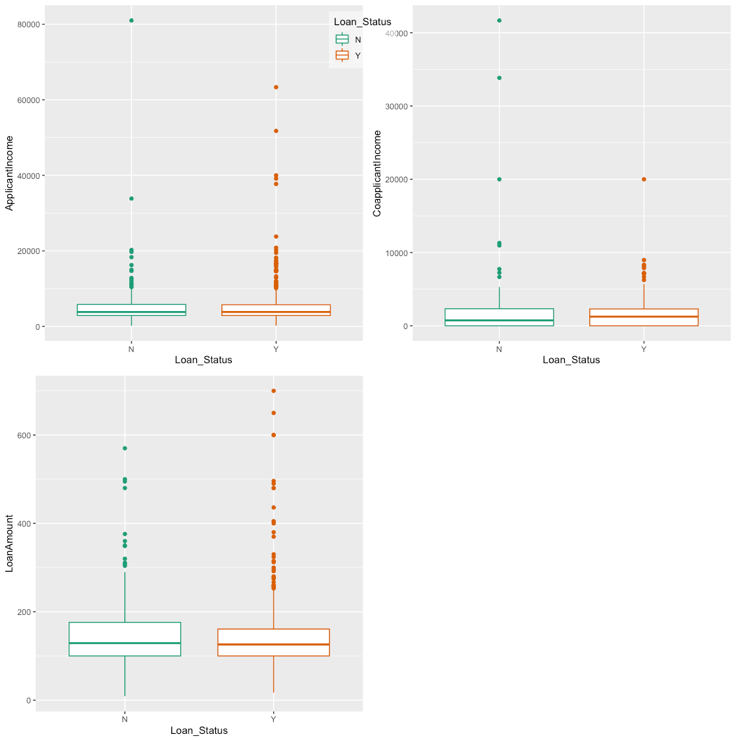 80000
60000
40000
20000
0
ApplicantIncome
N
Y
Loan_Status
Loan_Status
N
Y
40000
30000
20000
10000
0
CoapplicantIncome
N
Y
Loan_Status
600
400
200
0
LoanAmount
N
Y
Loan_Status